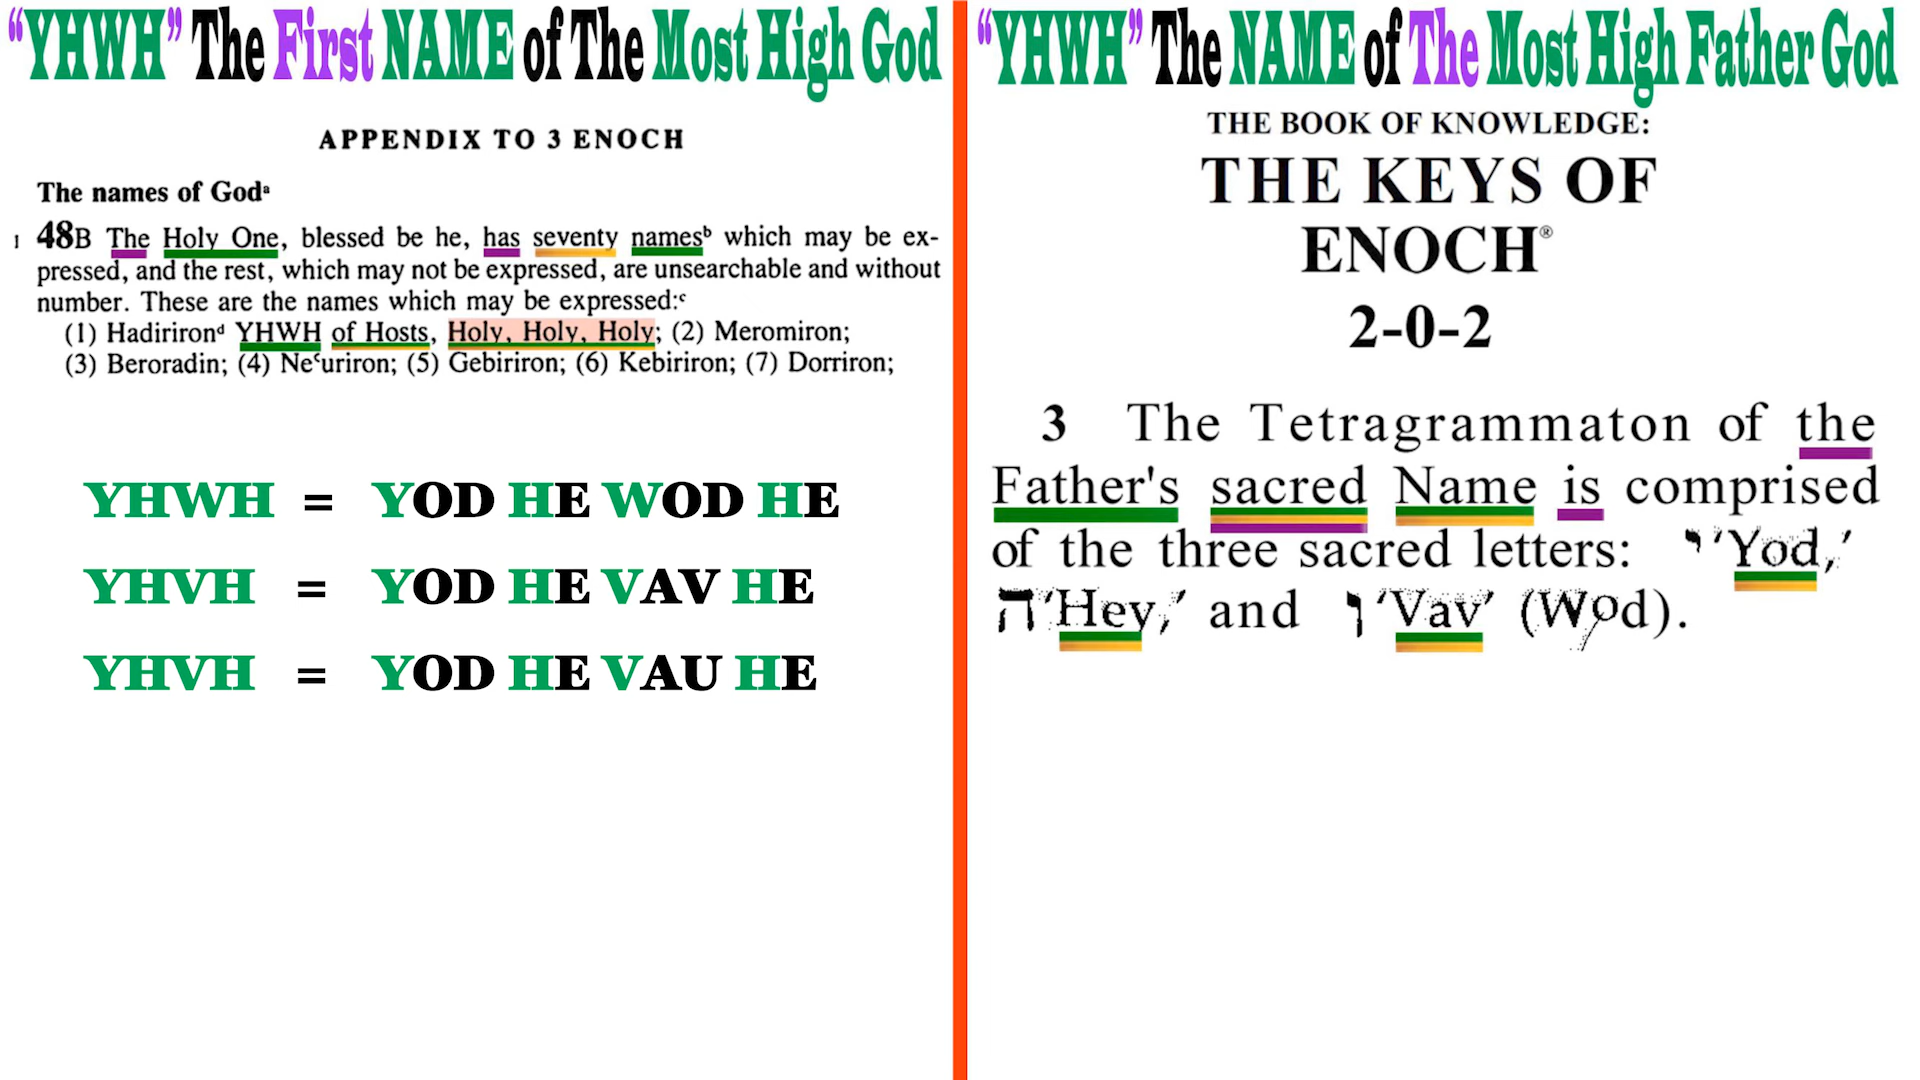 “YHWH” The First NAME of The Most High God
APPENDIX TO 3 ENOCH
The names of Godᵃ
1 48B The Holy One, blessed be he, has seventy namesᵇ which may be ex-
pressed, and the rest, which may not be expressed, are unsearchable and without
number. These are the names which may be expressed:ᶜ
(1) Hadirironᵈ YHWH of Hosts, Holy, Holy, Holy; (2) Meromiron;
(3) Beroradin; (4) Neᶜuriron; (5) Gebiriron; (6) Kebiriron; (7) Dorriron;
YHWH = YOD HE WOD HE
YHVH = YOD HE VAV HE
YHVH = YOD HE VAU HE
“YHWH” The NAME of The Most High Father God
THE BOOK OF KNOWLEDGE:
THE KEYS OF
ENOCH®
2-0-2
3 The Tetragrammaton of the
Father's sacred Name is comprised
of the three sacred letters: י ‘Yod,’
ה ‘Hey,’ and ו ‘Vav’ (Wod).